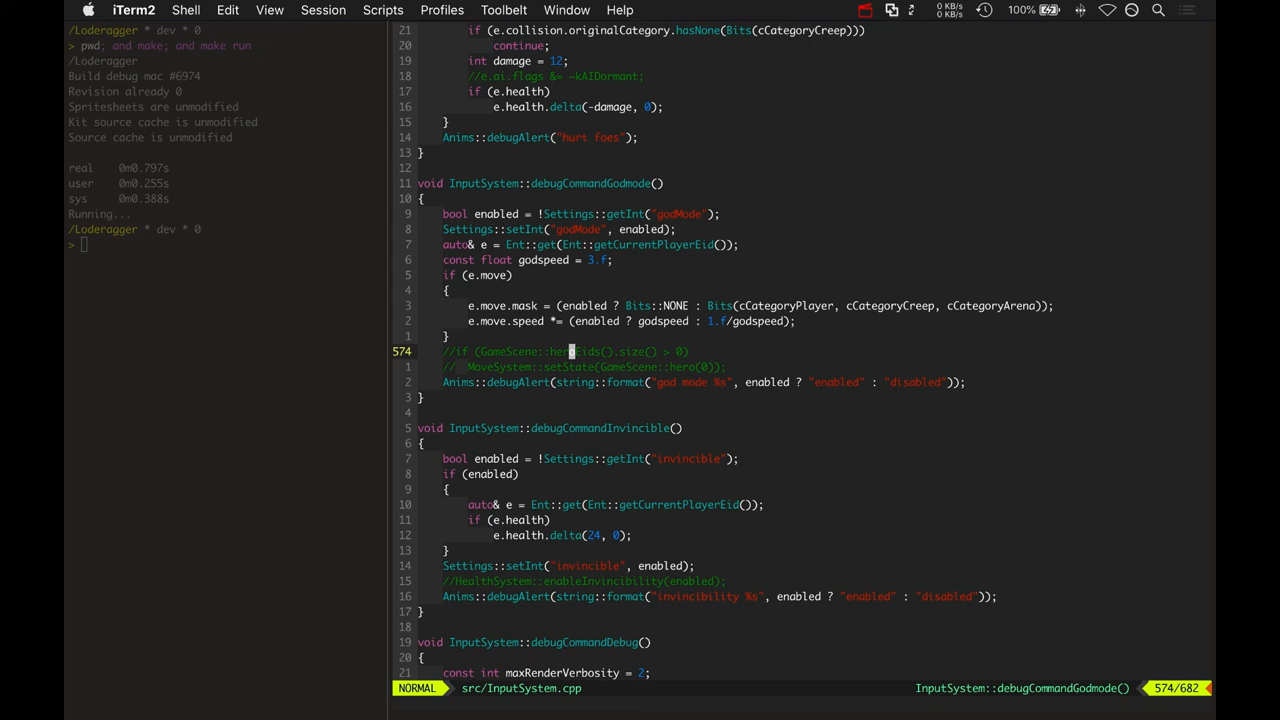 iTerm2 Shell Edit View Session Scripts Profiles Toolbelt Window Help 0 KB/s 0 KB/s 100%
/Loderagger * dev * 0
> pwd; and make; and make run
/Loderagger
Build debug mac #6974
Revision already 0
Spritesheets are unmodified
Kit source cache is unmodified
Source cache is unmodified
real 0m0.797s
user 0m0.255s
sys 0m0.388s
Running...
/Loderagger * dev * 0
>
21 if (e.collision.originalCategory.hasNone(Bits(cCategoryCreep)))
20 continue;
19 int damage = 12;
18 //e.ai.flags &= ~kAIDormant;
17 if (e.health)
16 e.health.delta(-damage, 0);
15 }
14 Anims::debugAlert("hurt foes");
13 }
12
11 void InputSystem::debugCommandGodmode()
10 {
9 bool enabled = !Settings::getInt("godMode");
8 Settings::setInt("godMode", enabled);
7 auto& e = Ent::get(Ent::getCurrentPlayerEid());
6 const float godspeed = 3.f;
5 if (e.move)
4 {
3 e.move.mask = (enabled ? Bits::NONE : Bits(cCategoryPlayer, cCategoryCreep, cCategoryArena));
2 e.move.speed *= (enabled ? godspeed : 1.f/godspeed);
1 }
574 //if (GameScene::heroEids().size() > 0)
1 // MoveSystem::setState(GameScene::hero(0));
2 Anims::debugAlert(string::format("god mode %s", enabled ? "enabled" : "disabled"));
3 }
4
5 void InputSystem::debugCommandInvincible()
6 {
7 bool enabled = !Settings::getInt("invincible");
8 if (enabled)
9 {
10 auto& e = Ent::get(Ent::getCurrentPlayerEid());
11 if (e.health)
12 e.health.delta(24, 0);
13 }
14 Settings::setInt("invincible", enabled);
15 //HealthSystem::enableInvincibility(enabled);
16 Anims::debugAlert(string::format("invincibility %s", enabled ? "enabled" : "disabled"));
17 }
18
19 void InputSystem::debugCommandDebug()
20 {
21 const int maxRenderVerbosity = 2;
NORMAL src/InputSystem.cpp InputSystem::debugCommandGodmode() 574/682